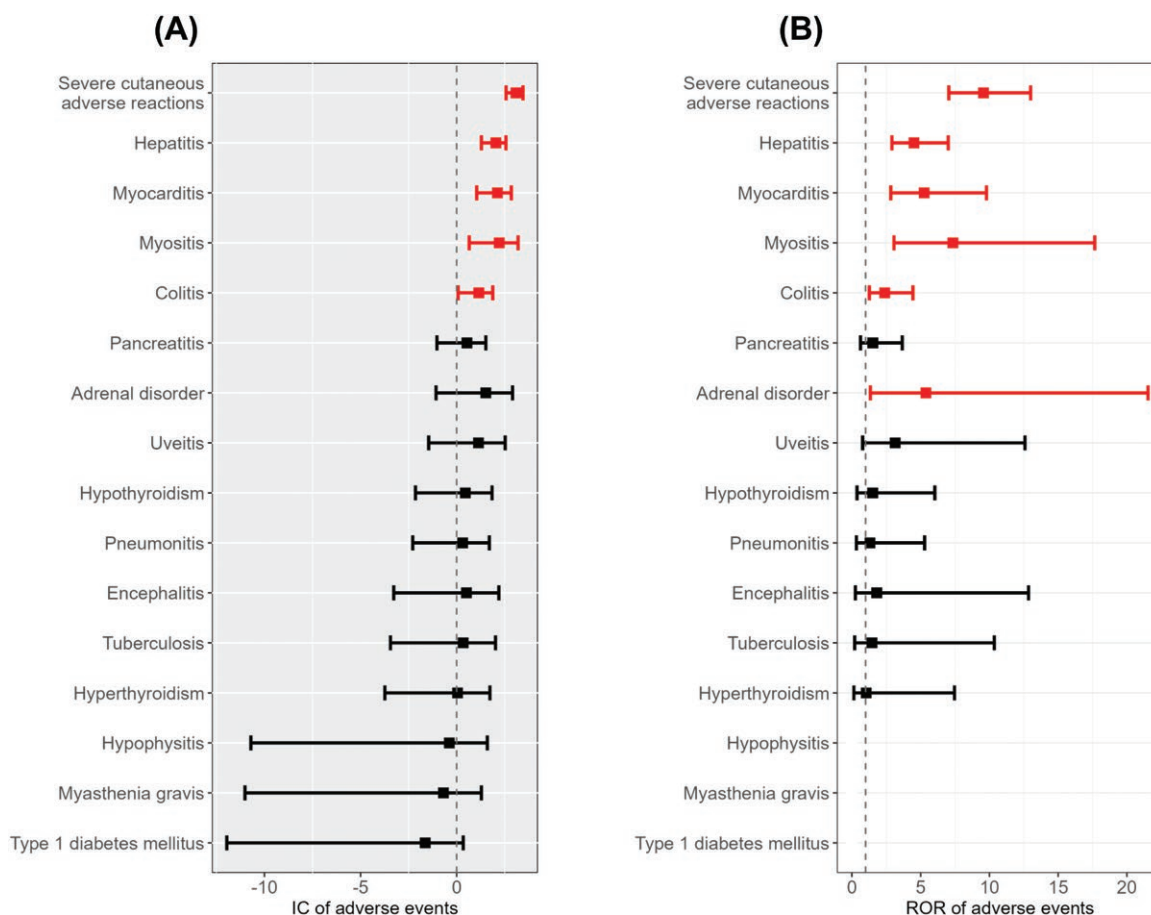 (A)
Severe cutaneous
adverse reactions
Hepatitis
Myocarditis
Myositis
Colitis
Pancreatitis
Adrenal disorder
Uveitis
Hypothyroidism
Pneumonitis
Encephalitis
Tuberculosis
Hyperthyroidism
Hypophysitis
Myasthenia gravis
Type 1 diabetes mellitus
-10 -5 0
IC of adverse events
(B)
Severe cutaneous
adverse reactions
Hepatitis
Myocarditis
Myositis
Colitis
Pancreatitis
Adrenal disorder
Uveitis
Hypothyroidism
Pneumonitis
Encephalitis
Tuberculosis
Hyperthyroidism
Hypophysitis
Myasthenia gravis
Type 1 diabetes mellitus
0 5 10 15 20
ROR of adverse events